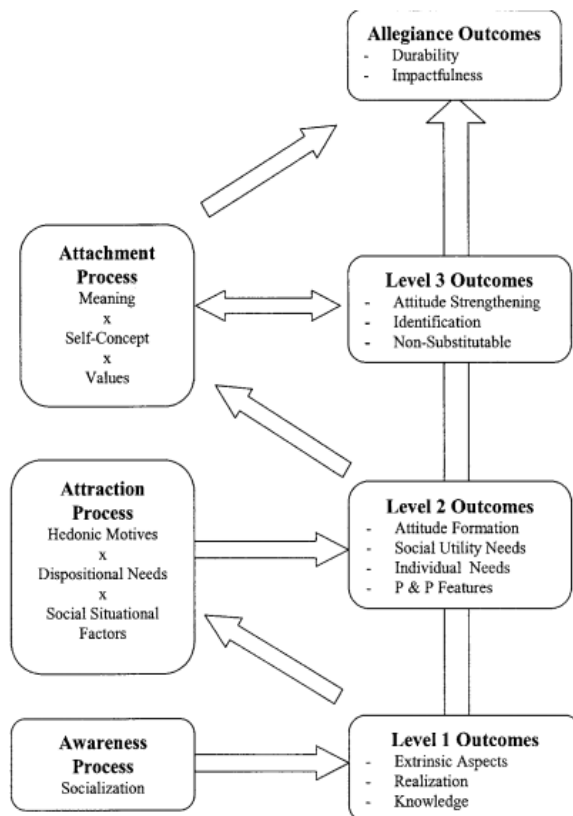 Allegiance Outcomes
- Durability
- Impactfulness
Attachment
Process
Meaning
x
Self-Concept
x
Values
Level 3 Outcomes
- Attitude Strengthening
- Identification
- Non-Substitutable
Attraction
Process
Hedonic Motives
x
Dispositional Needs
x
Social Situational
Factors
Level 2 Outcomes
- Attitude Formation
- Social Utility Needs
- Individual Needs
- P & P Features
Awareness
Process
Socialization
Level 1 Outcomes
- Extrinsic Aspects
- Realization
- Knowledge